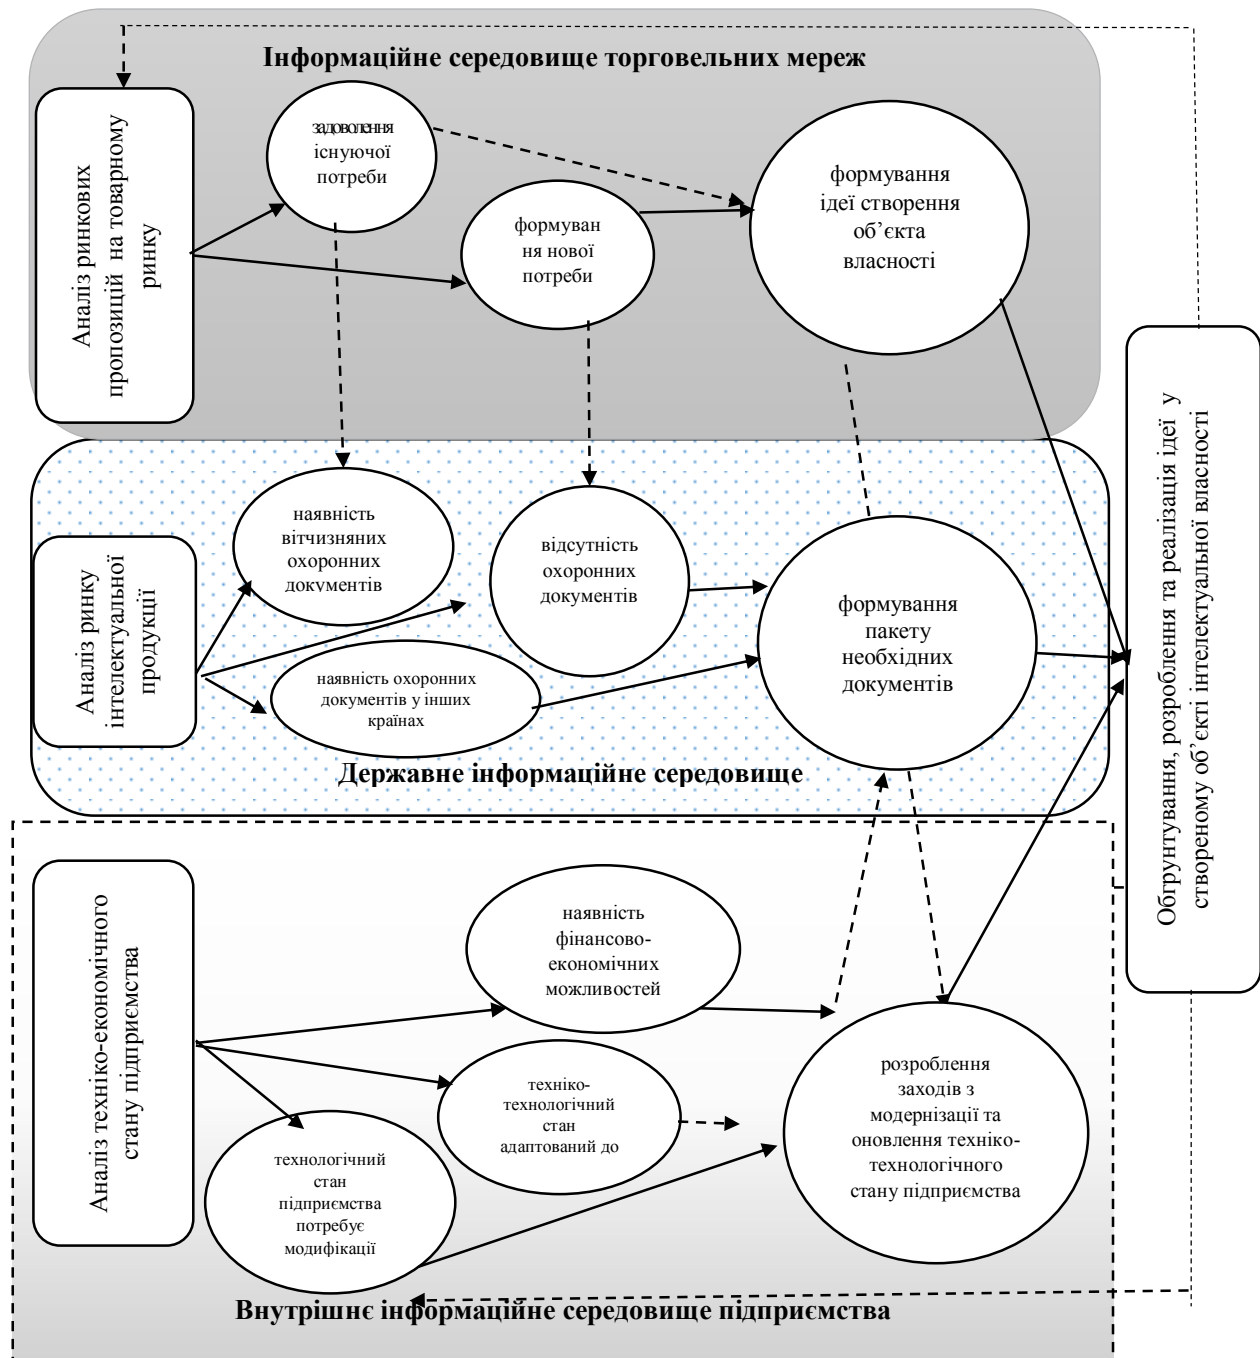 Інформаційне середовище торговельних мереж
Аналіз ринкових
пропозицій на товарному
ринку
задоволення
існуючої
потреби
формуван
ня нової
потреби
формування
ідеї створення
об’єкта
власності
Аналіз ринку
інтелектуальної
продукції
наявність
вітчизняних
охоронних
документів
відсутність
охоронних
документів
наявність охоронних
документів у інших
країнах
формування
пакету
необхідних
документів
Державне інформаційне середовище
Обгрунтування, розроблення та реалізація ідеї у
створеному об’єкті інтелектуальної власності
Аналіз техніко-економічного
стану підприємства
наявність
фінансово-
економічних
можливостей
техніко-
технологічний
стан
адаптований до
технологічний
стан
підприємства
потребує
модифікації
розроблення
заходів з
модернізації та
оновлення техніко-
технологічного
стану підприємства
Внутрішнє інформаційне середовище підприємства